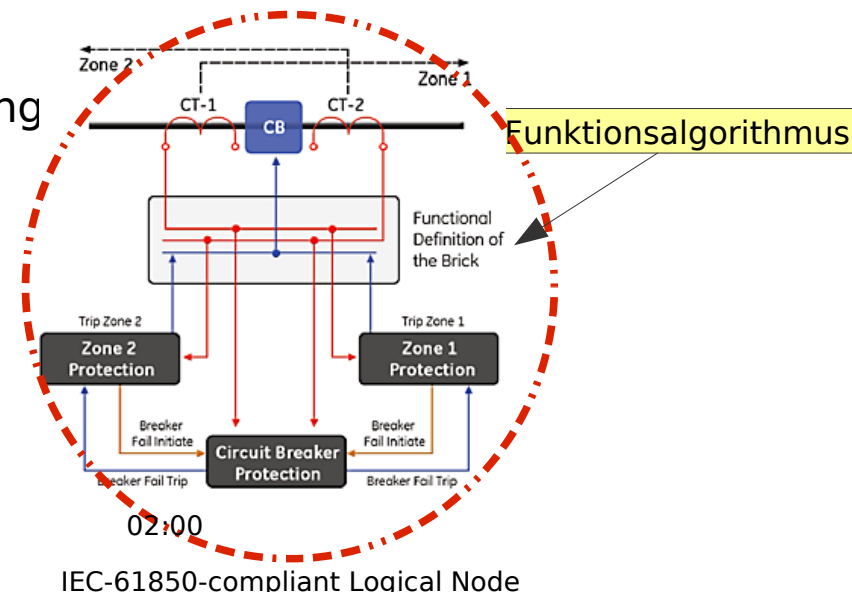 Zone 2
Zone 1
ng
CT-1
CT-2
CB
Funktionsalgorithmus
Functional
Definition of
the Brick
Trip Zone 2
Trip Zone 1
Zone 2
Protection
Zone 1
Protection
Breaker
Fail Initiate
Breaker
Fail Initiate
Circuit Breaker
Protection
Breaker Fail Trip
Breaker Fail Trip
02:00
IEC-61850-compliant Logical Node